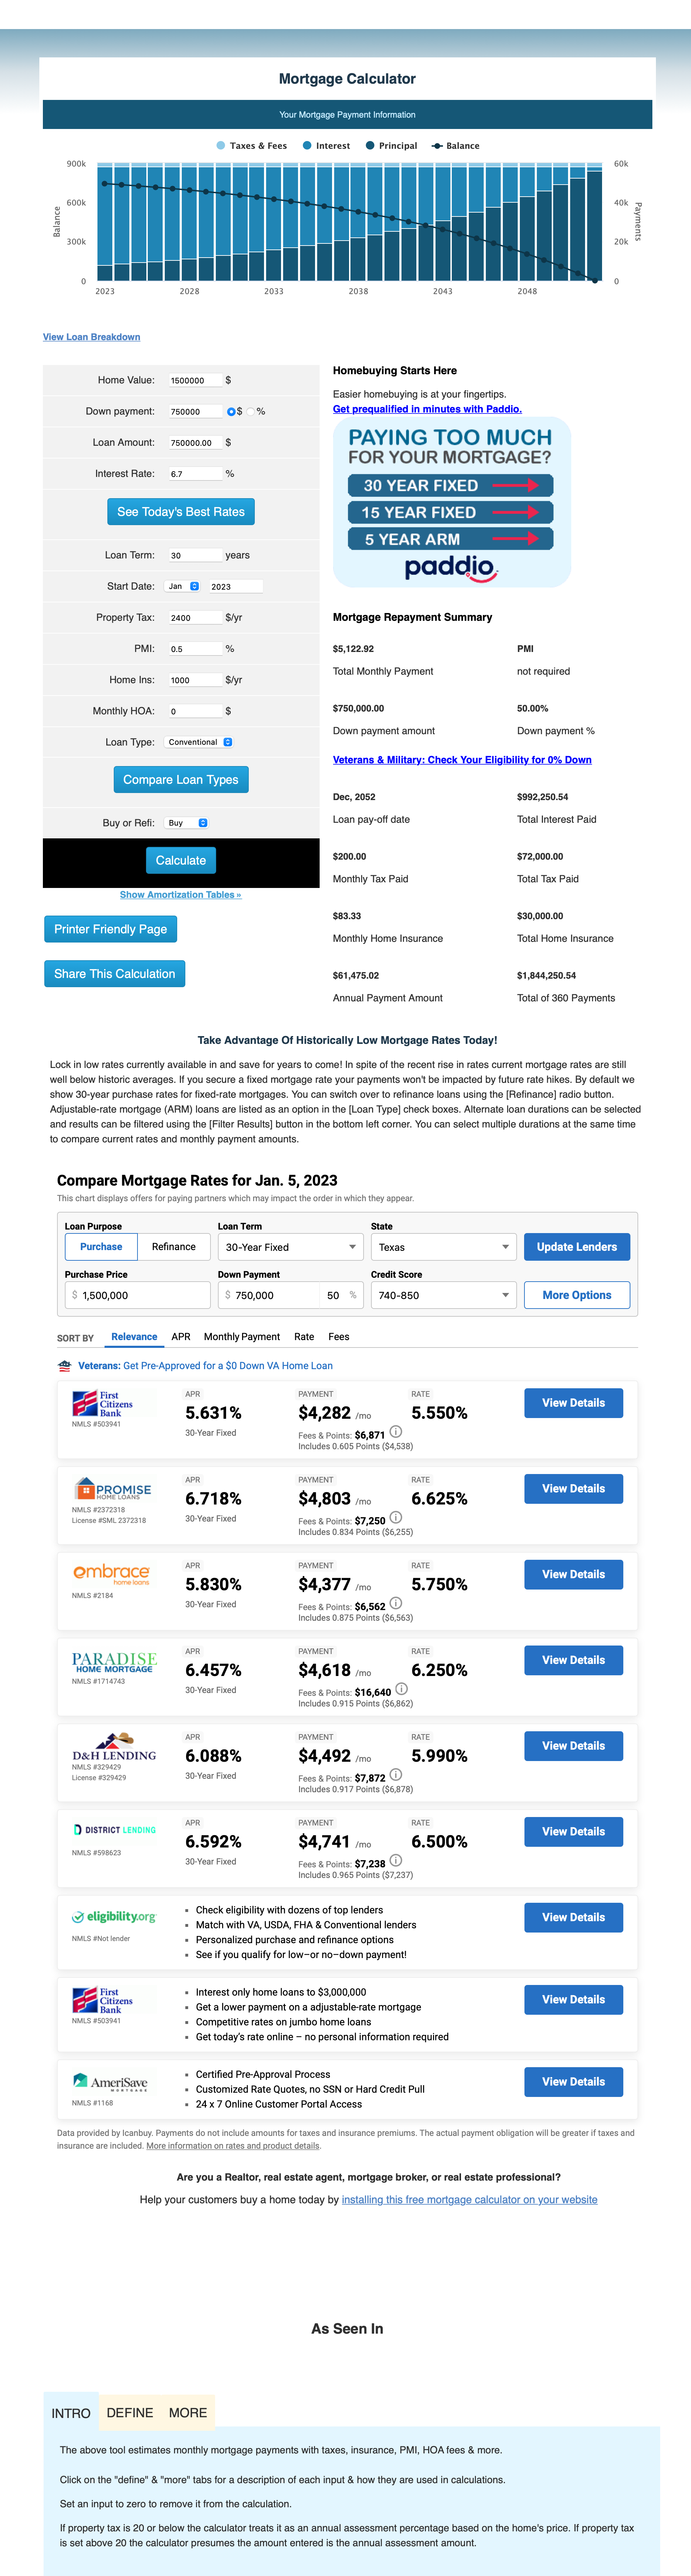 Mortgage Calculator
Your Mortgage Payment Information
Taxes & Fees Interest Principal Balance
900k 60k
600k 40k
300k 20k
0 0
Balance
Payments
2023 2028 2033 2038 2043 2048
View Loan Breakdown
Home Value: 1500000 $
Down payment: 750000 $ %
Loan Amount: 750000.00 $
Interest Rate: 6.7 %
See Today's Best Rates
Loan Term: 30 years
Start Date: Jan 2023
Property Tax: 2400 $/yr
PMI: 0.5 %
Home Ins: 1000 $/yr
Monthly HOA: 0 $
Loan Type: Conventional
Compare Loan Types
Buy or Refi: Buy
Calculate
Show Amortization Tables »
Printer Friendly Page
Share This Calculation
Homebuying Starts Here
Easier homebuying is at your fingertips.
Get prequalified in minutes with Paddio.
PAYING TOO MUCH
FOR YOUR MORTGAGE?
30 YEAR FIXED
15 YEAR FIXED
5 YEAR ARM
paddio
Mortgage Repayment Summary
$5,122.92 PMI
Total Monthly Payment not required
$750,000.00 50.00%
Down payment amount Down payment %
Veterans & Military: Check Your Eligibility for 0% Down
Dec, 2052 $992,250.54
Loan pay-off date Total Interest Paid
$200.00 $72,000.00
Monthly Tax Paid Total Tax Paid
$83.33 $30,000.00
Monthly Home Insurance Total Home Insurance
$61,475.02 $1,844,250.54
Annual Payment Amount Total of 360 Payments
Take Advantage Of Historically Low Mortgage Rates Today!
Lock in low rates currently available in and save for years to come! In spite of the recent rise in rates current mortgage rates are still
well below historic averages. If you secure a fixed mortgage rate your payments won't be impacted by future rate hikes. By default we
show 30-year purchase rates for fixed-rate mortgages. You can switch over to refinance loans using the [Refinance] radio button.
Adjustable-rate mortgage (ARM) loans are listed as an option in the [Loan Type] check boxes. Alternate loan durations can be selected
and results can be filtered using the [Filter Results] button in the bottom left corner. You can select multiple durations at the same time
to compare current rates and monthly payment amounts.
Compare Mortgage Rates for Jan. 5, 2023
This chart displays offers for paying partners which may impact the order in which they appear.
Loan Purpose Loan Term State
Purchase Refinance 30-Year Fixed Texas Update Lenders
Purchase Price Down Payment Credit Score
$ 1,500,000 $ 750,000 50 % 740-850 More Options
SORT BY Relevance APR Monthly Payment Rate Fees
Veterans: Get Pre-Approved for a $0 Down VA Home Loan
First
Citizens
Bank
NMLS #503941
APR PAYMENT RATE
5.631% $4,282 /mo 5.550%
30-Year Fixed Fees & Points: $6,871
Includes 0.605 Points ($4,538)
View Details
PROMISE
HOME LOANS
NMLS #2372318
License #SML 2372318
APR PAYMENT RATE
6.718% $4,803 /mo 6.625%
30-Year Fixed Fees & Points: $7,250
Includes 0.834 Points ($6,255)
View Details
embrace
home loans
NMLS #2184
APR PAYMENT RATE
5.830% $4,377 /mo 5.750%
30-Year Fixed Fees & Points: $6,562
Includes 0.875 Points ($6,563)
View Details
PARADISE
HOME MORTGAGE
NMLS #1714743
APR PAYMENT RATE
6.457% $4,618 /mo 6.250%
30-Year Fixed Fees & Points: $16,640
Includes 0.915 Points ($6,862)
View Details
D&H LENDING
NMLS #329429
License #329429
APR PAYMENT RATE
6.088% $4,492 /mo 5.990%
30-Year Fixed Fees & Points: $7,872
Includes 0.917 Points ($6,878)
View Details
DISTRICT LENDING
NMLS #598623
APR PAYMENT RATE
6.592% $4,741 /mo 6.500%
30-Year Fixed Fees & Points: $7,238
Includes 0.965 Points ($7,237)
View Details
eligibility.org
NMLS #Not lender
Check eligibility with dozens of top lenders
Match with VA, USDA, FHA & Conventional lenders
Personalized purchase and refinance options
See if you qualify for low–or no–down payment!
View Details
First
Citizens
Bank
NMLS #503941
Interest only home loans to $3,000,000
Get a lower payment on a adjustable-rate mortgage
Competitive rates on jumbo home loans
Get today's rate online – no personal information required
View Details
AmeriSave
MORTGAGE
NMLS #1168
Certified Pre-Approval Process
Customized Rate Quotes, no SSN or Hard Credit Pull
24 x 7 Online Customer Portal Access
View Details
Data provided by Icanbuy. Payments do not include amounts for taxes and insurance premiums. The actual payment obligation will be greater if taxes and
insurance are included. More information on rates and product details.
Are you a Realtor, real estate agent, mortgage broker, or real estate professional?
Help your customers buy a home today by installing this free mortgage calculator on your website
As Seen In
INTRO DEFINE MORE
The above tool estimates monthly mortgage payments with taxes, insurance, PMI, HOA fees & more.
Click on the "define" & "more" tabs for a description of each input & how they are used in calculations.
Set an input to zero to remove it from the calculation.
If property tax is 20 or below the calculator treats it as an annual assessment percentage based on the home's price. If property tax
is set above 20 the calculator presumes the amount entered is the annual assessment amount.